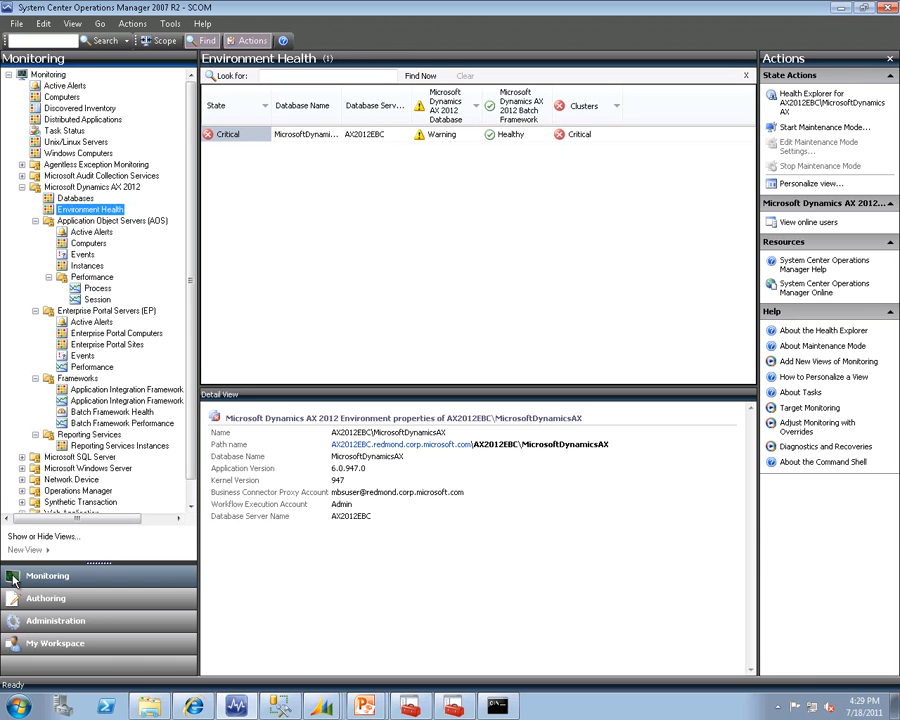 System Center Operations Manager 2007 R2 - SCOM
File Edit View Go Actions Tools Help
Search Scope Find Actions
Monitoring
Monitoring
Active Alerts
Computers
Discovered Inventory
Distributed Applications
Task Status
Unix/Linux Servers
Windows Computers
Agentless Exception Monitoring
Microsoft Audit Collection Services
Microsoft Dynamics AX 2012
Databases
Environment Health
Application Object Servers (AOS)
Active Alerts
Computers
Events
Instances
Performance
Process
Session
Enterprise Portal Servers (EP)
Active Alerts
Enterprise Portal Computers
Enterprise Portal Sites
Events
Performance
Frameworks
Application Integration Framework
Application Integration Framework
Batch Framework Health
Batch Framework Performance
Reporting Services
Reporting Services Instances
Microsoft SQL Server
Microsoft Windows Server
Network Device
Operations Manager
Synthetic Transaction
Show or Hide Views...
New View
Monitoring
Authoring
Administration
My Workspace
Ready
Environment Health (1)
Look for: Find Now Clear x
State Database Name Database Serv... Microsoft Dynamics AX 2012 Database Microsoft Dynamics AX 2012 Batch Framework Clusters
Critical MicrosoftDynami... AX2012EBC Warning Healthy Critical
Detail View
Microsoft Dynamics AX 2012 Environment properties of AX2012EBC\MicrosoftDynamicsAX
Name AX2012EBC\MicrosoftDynamicsAX
Path name AX2012EBC.redmond.corp.microsoft.com\AX2012EBC\MicrosoftDynamicsAX
Database Name MicrosoftDynamicsAX
Application Version 6.0.947.0
Kernel Version 947
Business Connector Proxy Account mbsuser@redmond.corp.microsoft.com
Workflow Execution Account Admin
Database Server Name AX2012EBC
Actions
State Actions
Health Explorer for
AX2012EBC\MicrosoftDynamics
AX
Start Maintenance Mode...
Edit Maintenance Mode
Settings...
Stop Maintenance Mode
Personalize view...
Microsoft Dynamics AX 2012...
View online users
Resources
System Center Operations
Manager Help
System Center Operations
Manager Online
Help
About the Health Explorer
About Maintenance Mode
Add New Views of Monitoring
How to Personalize a View
About Tasks
Target Monitoring
Adjust Monitoring with
Overrides
Diagnostics and Recoveries
About the Command Shell
4:29 PM
7/18/2011